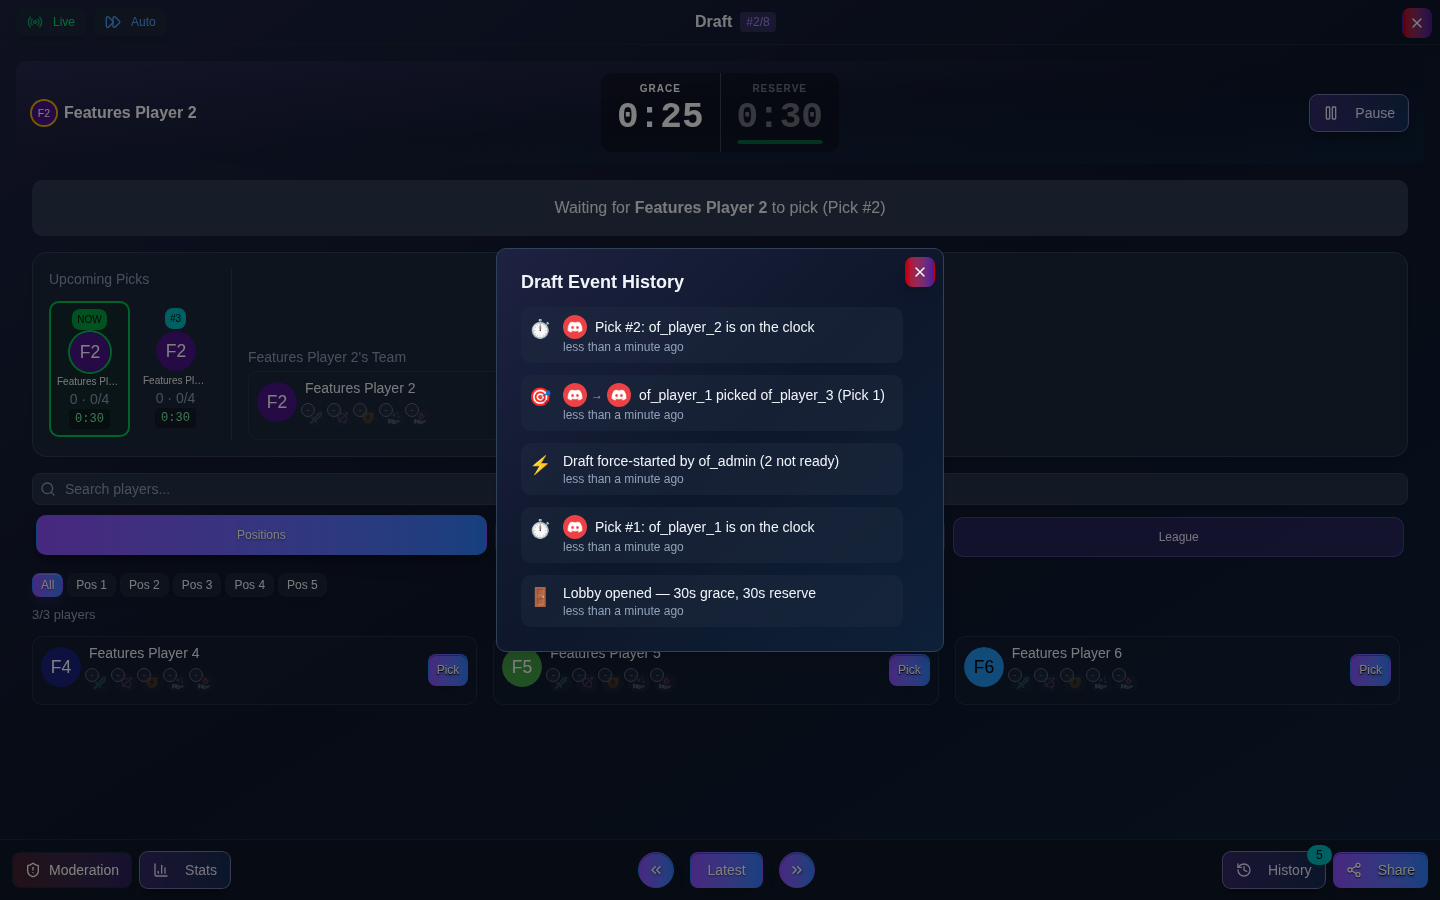 Live
Auto
Draft #2/8
F2 Features Player 2
GRACE
0:25
RESERVE
0:30
Pause
Waiting for Features Player 2 to pick (Pick #2)
Upcoming Picks
NOW
F2
Features Pl...
0 · 0/4
0:30
#3
F2
Features Pl...
0 · 0/4
0:30
Features Player 2's Team
F2
Features Player 2
Draft Event History
Pick #2: of_player_2 is on the clock
less than a minute ago
→ of_player_1 picked of_player_3 (Pick 1)
less than a minute ago
Draft force-started by of_admin (2 not ready)
less than a minute ago
Pick #1: of_player_1 is on the clock
less than a minute ago
Lobby opened — 30s grace, 30s reserve
less than a minute ago
Search players...
Positions
League
All Pos 1 Pos 2 Pos 3 Pos 4 Pos 5
3/3 players
F4
Features Player 4
Pick
F5
Features Player 5
Pick
F6
Features Player 6
Pick
Moderation
Stats
Latest
History
5
Share